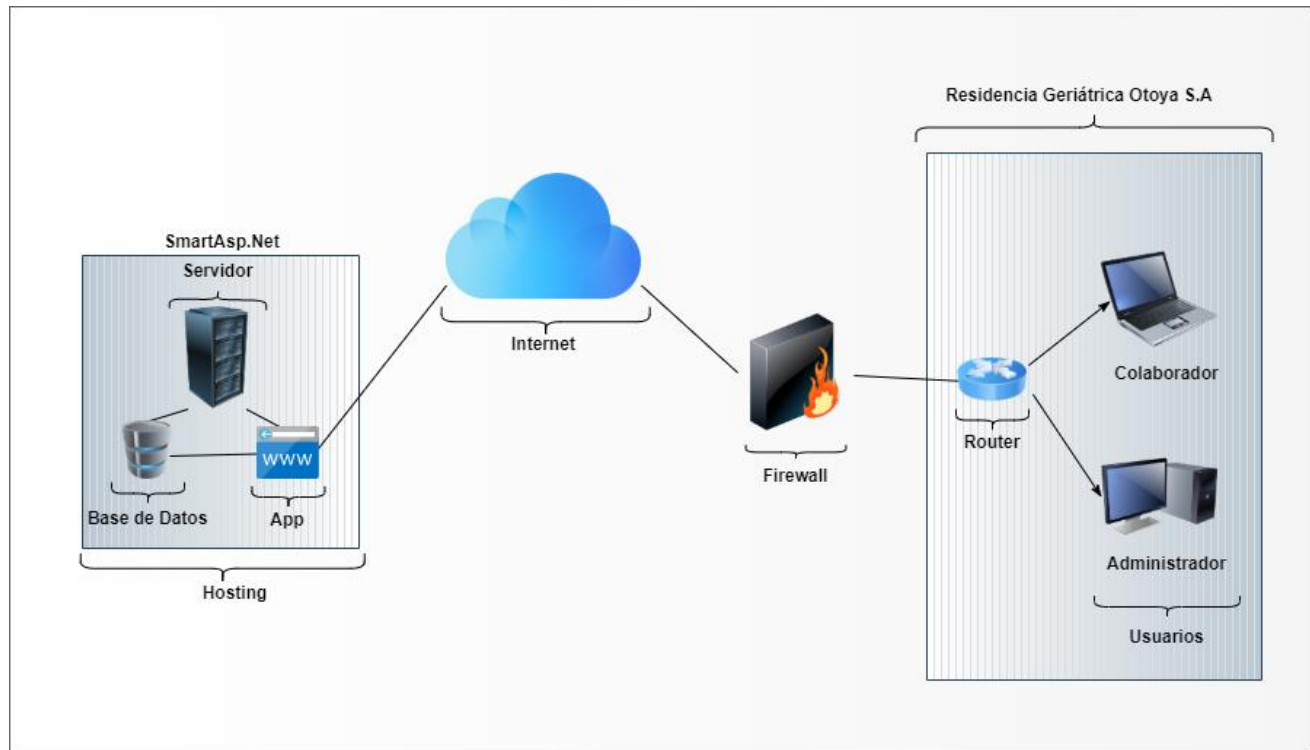 Residencia Geriátrica Otoya S.A
SmartAsp.Net
Servidor
Internet
Colaborador
Router
www
Firewall
Base de Datos
App
Administrador
Hosting
Usuarios